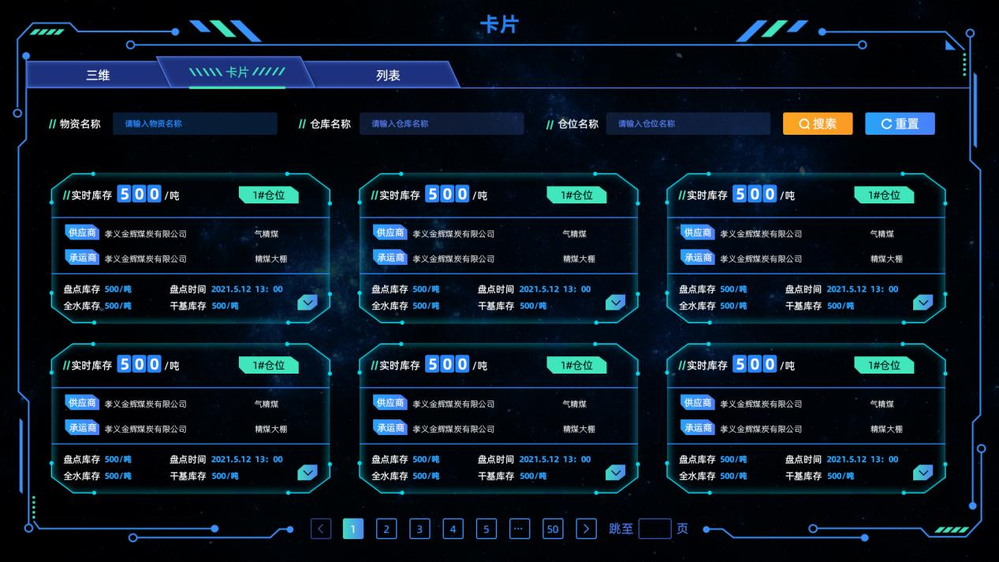 卡片
三维 卡片 列表
// 物资名称 请输入物资名称 // 仓库名称 请输入仓库名称 // 仓位名称 请输入仓位名称 搜索 重置
//实时库存 500 /吨 1#仓位 //实时库存 500 /吨 1#仓位 //实时库存 500 /吨 1#仓位
供应商 孝义金辉煤炭有限公司 气精煤 供应商 孝义金辉煤炭有限公司 气精煤 供应商 孝义金辉煤炭有限公司 气精煤
承运商 孝义金辉煤炭有限公司 精煤大棚 承运商 孝义金辉煤炭有限公司 精煤大棚 承运商 孝义金辉煤炭有限公司 精煤大棚
盘点库存 500/吨 盘点时间 2021.5.12 13：00 盘点库存 500/吨 盘点时间 2021.5.12 13：00 盘点库存 500/吨 盘点时间 2021.5.12 13：00
全水库存 500/吨 干基库存 500/吨 全水库存 500/吨 干基库存 500/吨 全水库存 500/吨 干基库存 500/吨
//实时库存 500 /吨 1#仓位 //实时库存 500 /吨 1#仓位 //实时库存 500 /吨 1#仓位
供应商 孝义金辉煤炭有限公司 气精煤 供应商 孝义金辉煤炭有限公司 气精煤 供应商 孝义金辉煤炭有限公司 气精煤
承运商 孝义金辉煤炭有限公司 精煤大棚 承运商 孝义金辉煤炭有限公司 精煤大棚 承运商 孝义金辉煤炭有限公司 精煤大棚
盘点库存 500/吨 盘点时间 2021.5.12 13：00 盘点库存 500/吨 盘点时间 2021.5.12 13：00 盘点库存 500/吨 盘点时间 2021.5.12 13：00
全水库存 500/吨 干基库存 500/吨 全水库存 500/吨 干基库存 500/吨 全水库存 500/吨 干基库存 500/吨
< 1 2 3 4 5 ··· 50 > 跳至 页